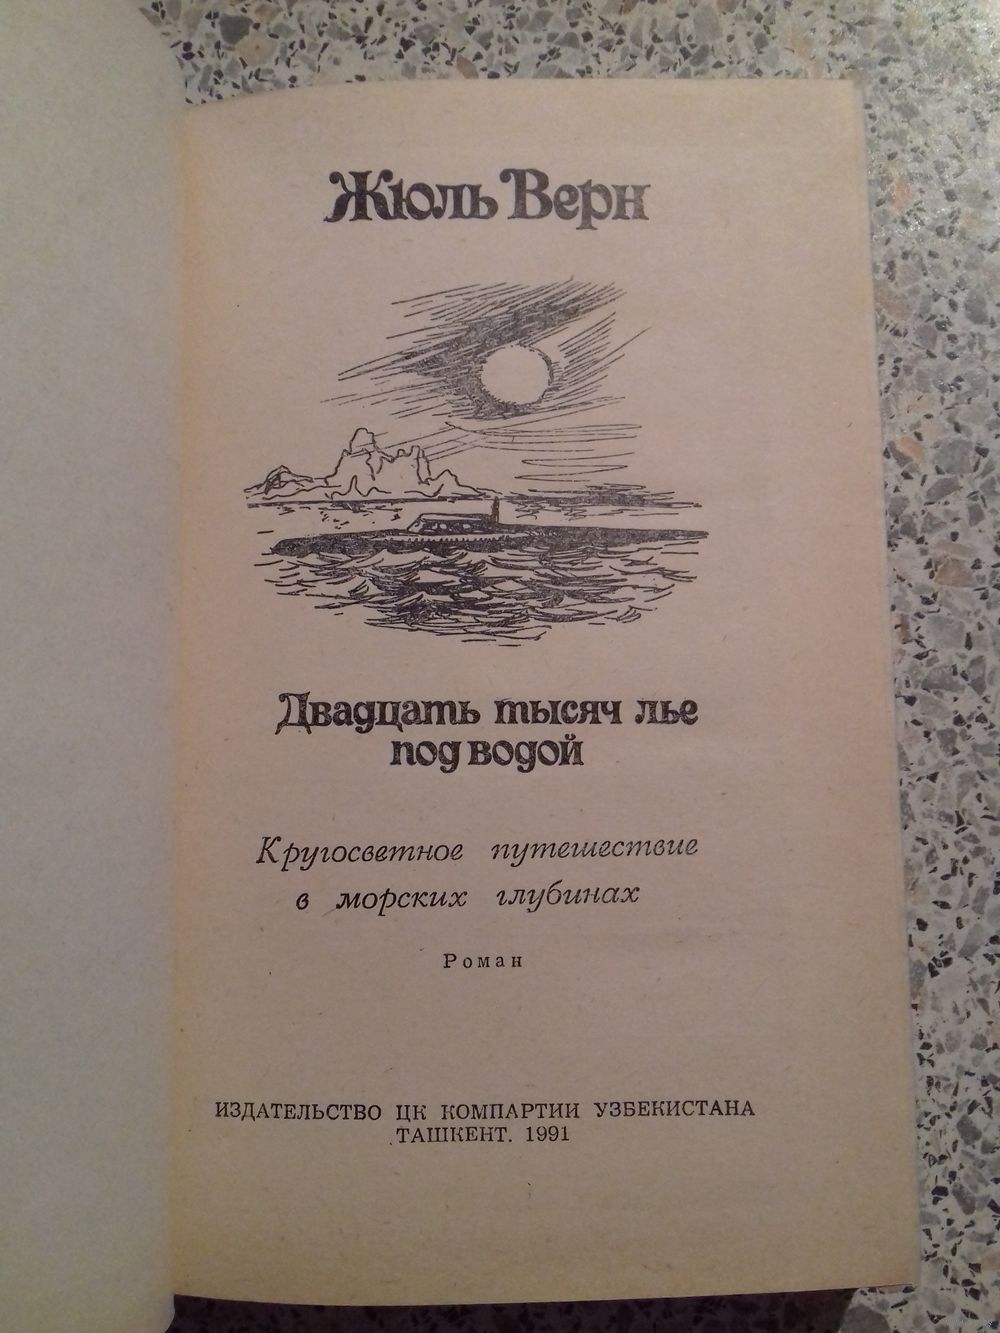 Жюль Верн
Двадцать тысяч лье
под водой
Кругосветное путешествие
в морских глубинах
Роман
ИЗДАТЕЛЬСТВО ЦК КОМПАРТИИ УЗБЕКИСТАНА
ТАШКЕНТ. 1991